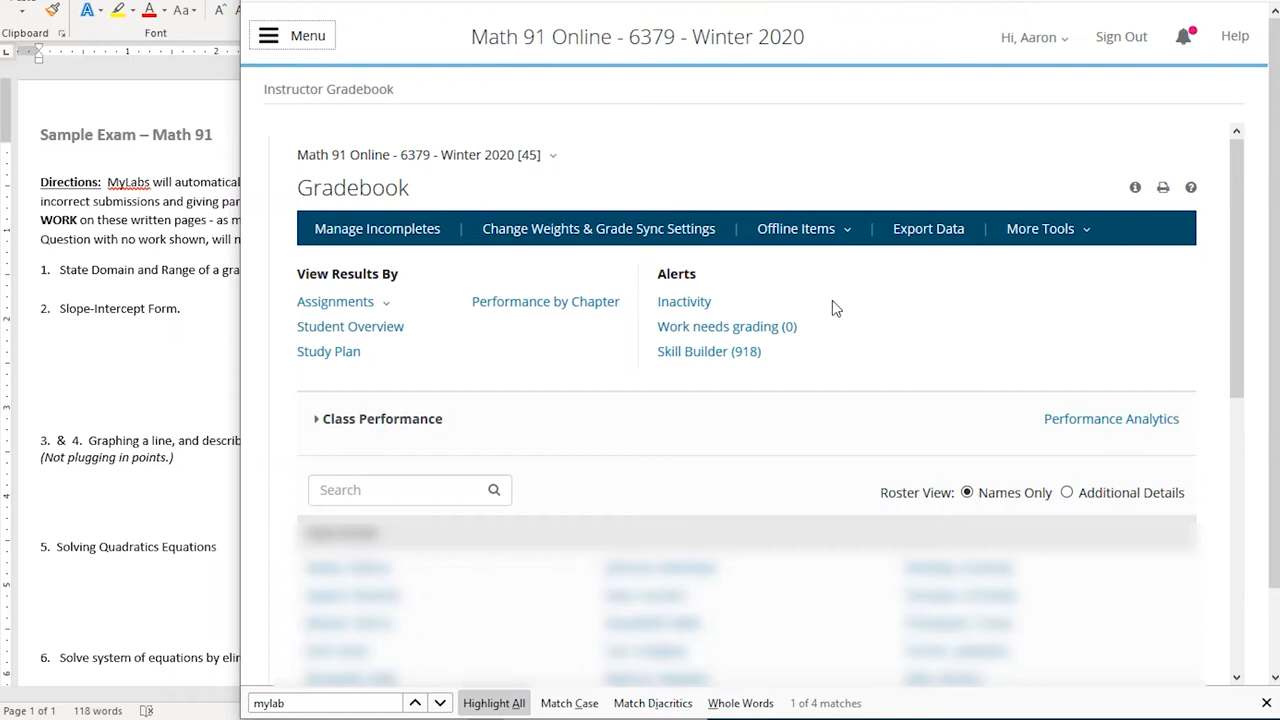 Clipboard
Font
1
2
Sample Exam – Math 91
Directions: MyLabs will automatical
incorrect submissions and giving par
WORK on these written pages - as m
Question with no work shown, will n
1. State Domain and Range of a gra
2. Slope-Intercept Form.
3. & 4. Graphing a line, and describ
(Not plugging in points.)
5. Solving Quadratics Equations
6. Solve system of equations by elir
Page 1 of 1 118 words
Menu
Math 91 Online - 6379 - Winter 2020
Hi, Aaron
Sign Out
Help
Instructor Gradebook
Math 91 Online - 6379 - Winter 2020 [45]
Gradebook
Manage Incompletes | Change Weights & Grade Sync Settings | Offline Items | Export Data | More Tools
View Results By
Assignments
Performance by Chapter
Student Overview
Study Plan
Alerts
Inactivity
Work needs grading (0)
Skill Builder (918)
Class Performance
Performance Analytics
Search
Roster View: Names Only Additional Details
mylab
Highlight All Match Case Match Diacritics Whole Words 1 of 4 matches